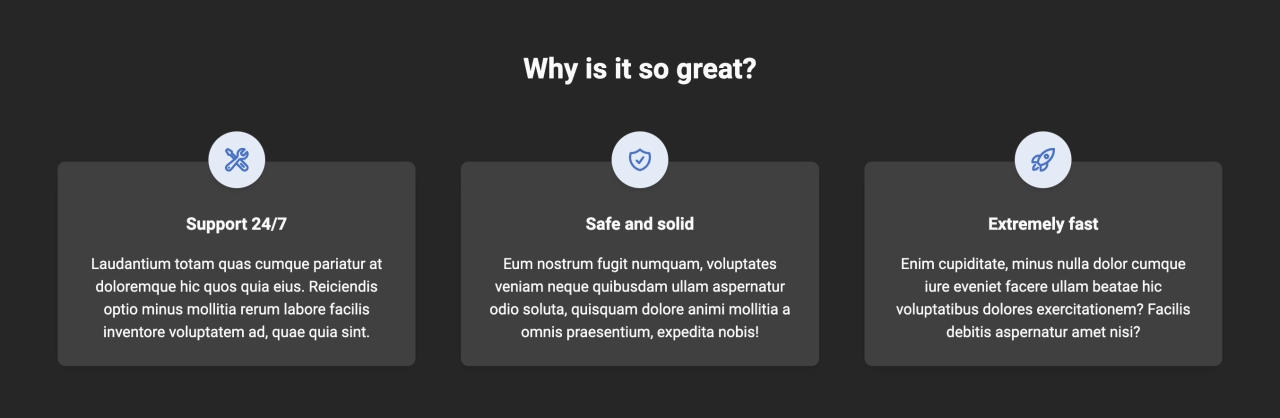 Why is it so great?
Support 24/7
Laudantium totam quas cumque pariatur at
doloremque hic quos quia eius. Reiciendis
optio minus mollitia rerum labore facilis
inventore voluptatem ad, quae quia sint.
Safe and solid
Eum nostrum fugit numquam, voluptates
veniam neque quibusdam ullam aspernatur
odio soluta, quisquam dolore animi mollitia a
omnis praesentium, expedita nobis!
Extremely fast
Enim cupiditate, minus nulla dolor cumque
iure eveniet facere ullam beatae hic
voluptatibus dolores exercitationem? Facilis
debitis aspernatur amet nisi?